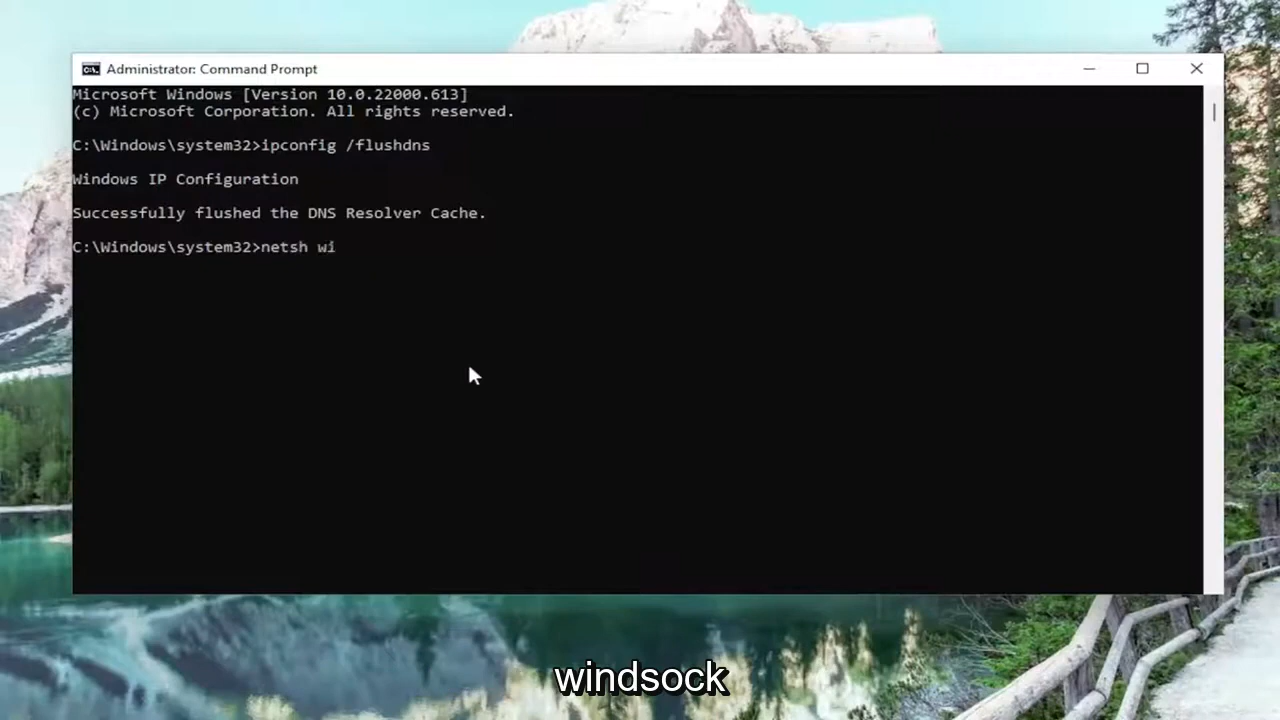 Administrator: Command Prompt
Microsoft Windows [Version 10.0.22000.613]
(c) Microsoft Corporation. All rights reserved.
C:\Windows\system32>ipconfig /flushdns
Windows IP Configuration
Successfully flushed the DNS Resolver Cache.
C:\Windows\system32>netsh wi
windsock